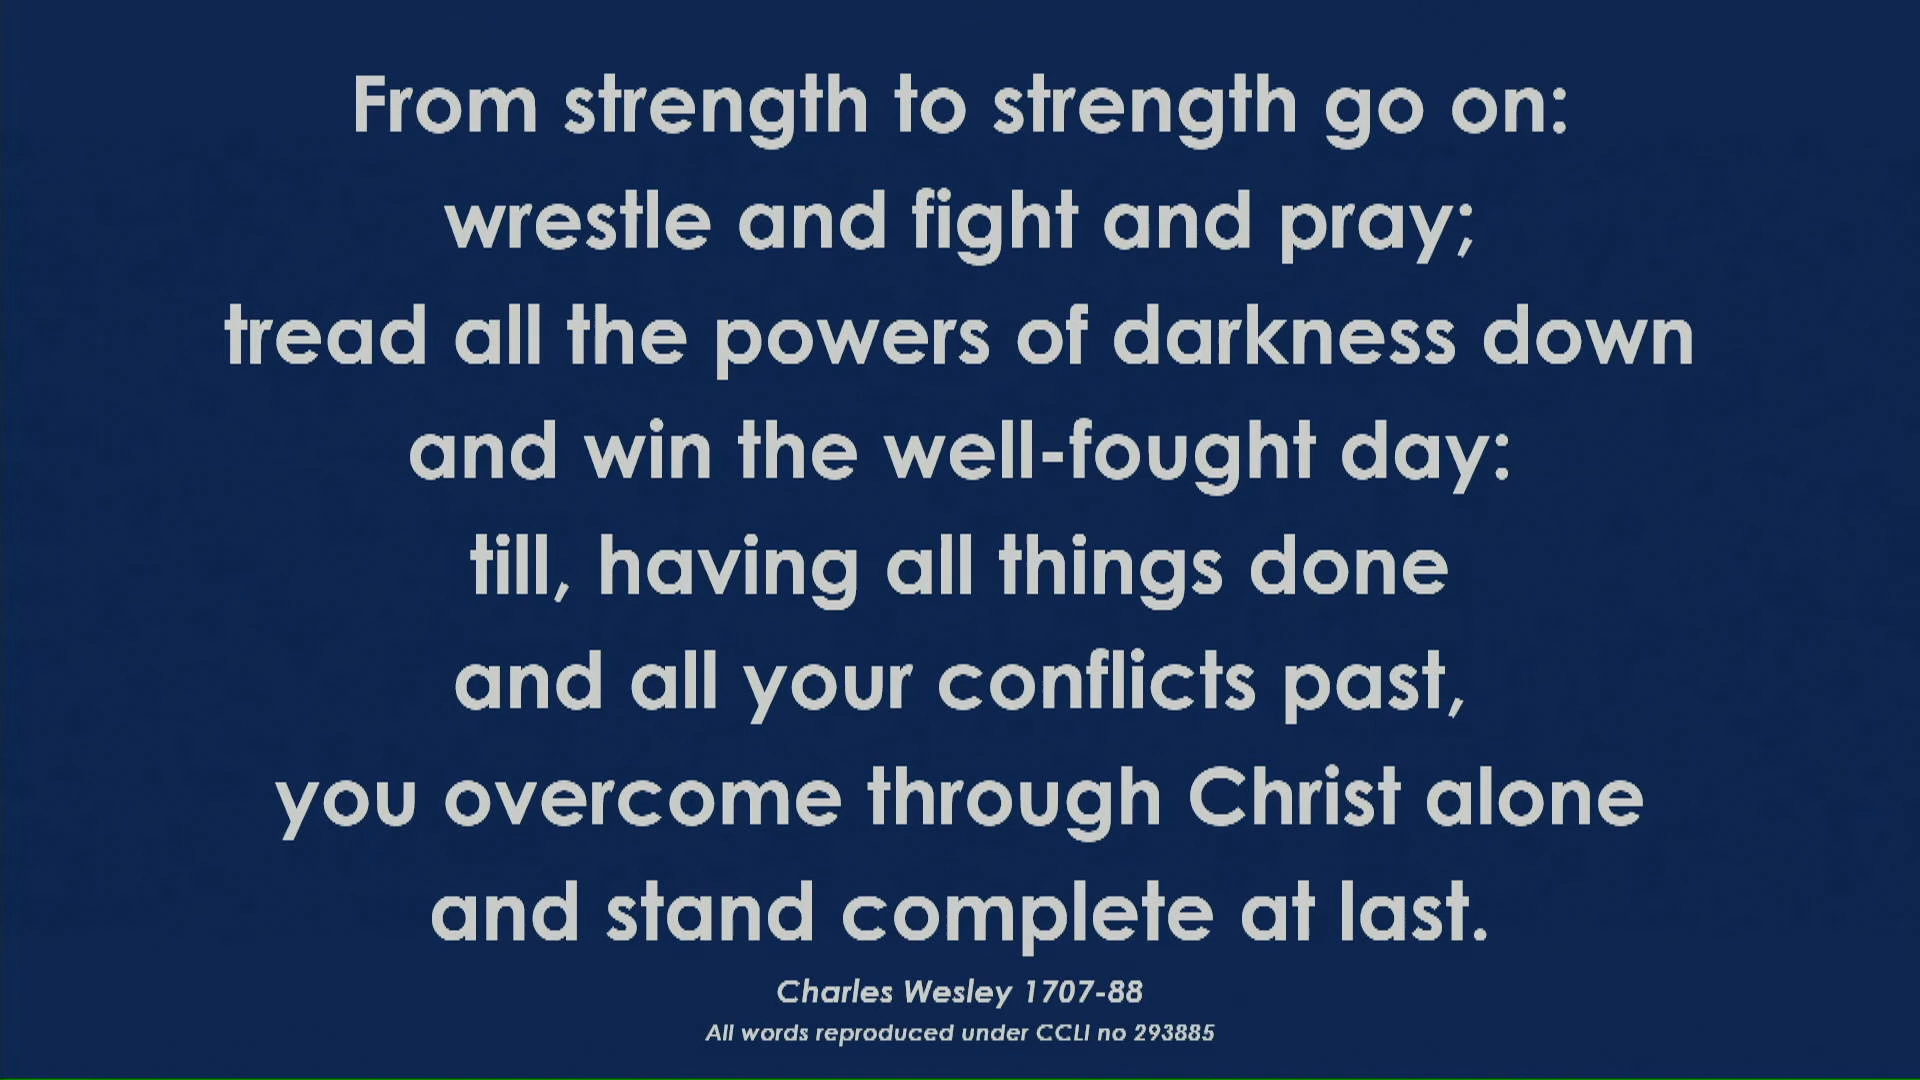 From strength to strength go on:
wrestle and fight and pray;
tread all the powers of darkness down
and win the well-fought day:
till, having all things done
and all your conflicts past,
you overcome through Christ alone
and stand complete at last.
Charles Wesley 1707-88
All words reproduced under CCLI no 293885